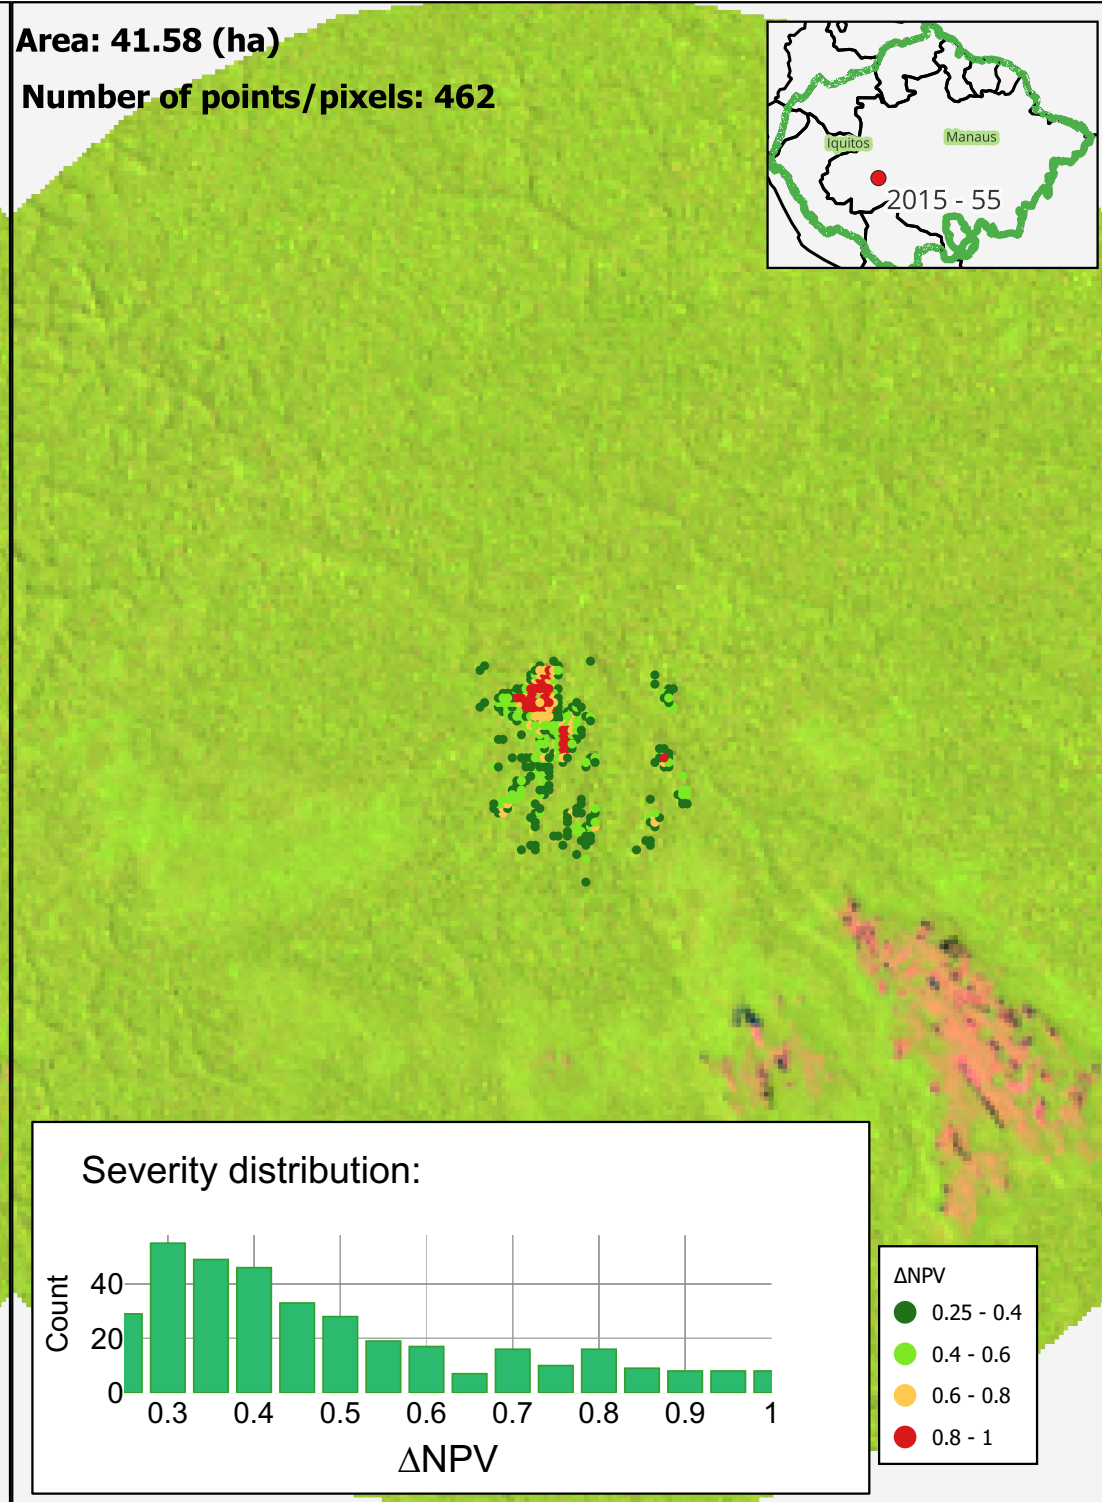 Area: 41.58 (ha)
Number of points/pixels: 462
Iquitos
Manaus
2015 - 55
Severity distribution:
Count
40
20
0
0.3 0.4 0.5 0.6 0.7 0.8 0.9 1
ΔNPV
ΔNPV
0.25 - 0.4
0.4 - 0.6
0.6 - 0.8
0.8 - 1